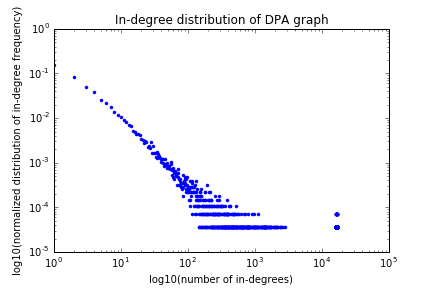 In-degree distribution of DPA graph
log10(normalized distribution of in-degree frequency)
10^0
10^-1
10^-2
10^-3
10^-4
10^-5
10^0 10^1 10^2 10^3 10^4 10^5
log10(number of in-degrees)